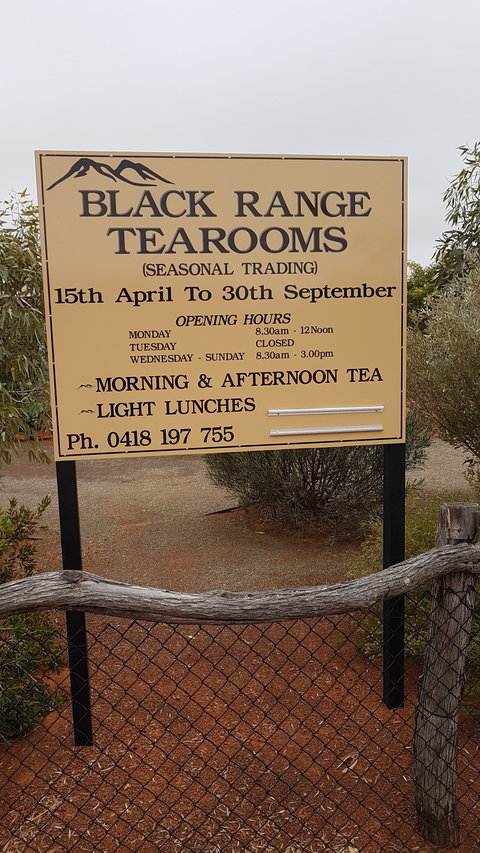 BLACK RANGE
TEAROOMS
(SEASONAL TRADING)
15th April To 30th September
OPENING HOURS
MONDAY 8.30am - 12Noon
TUESDAY CLOSED
WEDNESDAY - SUNDAY 8.30am - 3.00pm
MORNING & AFTERNOON TEA
LIGHT LUNCHES
Ph. 0418 197 755